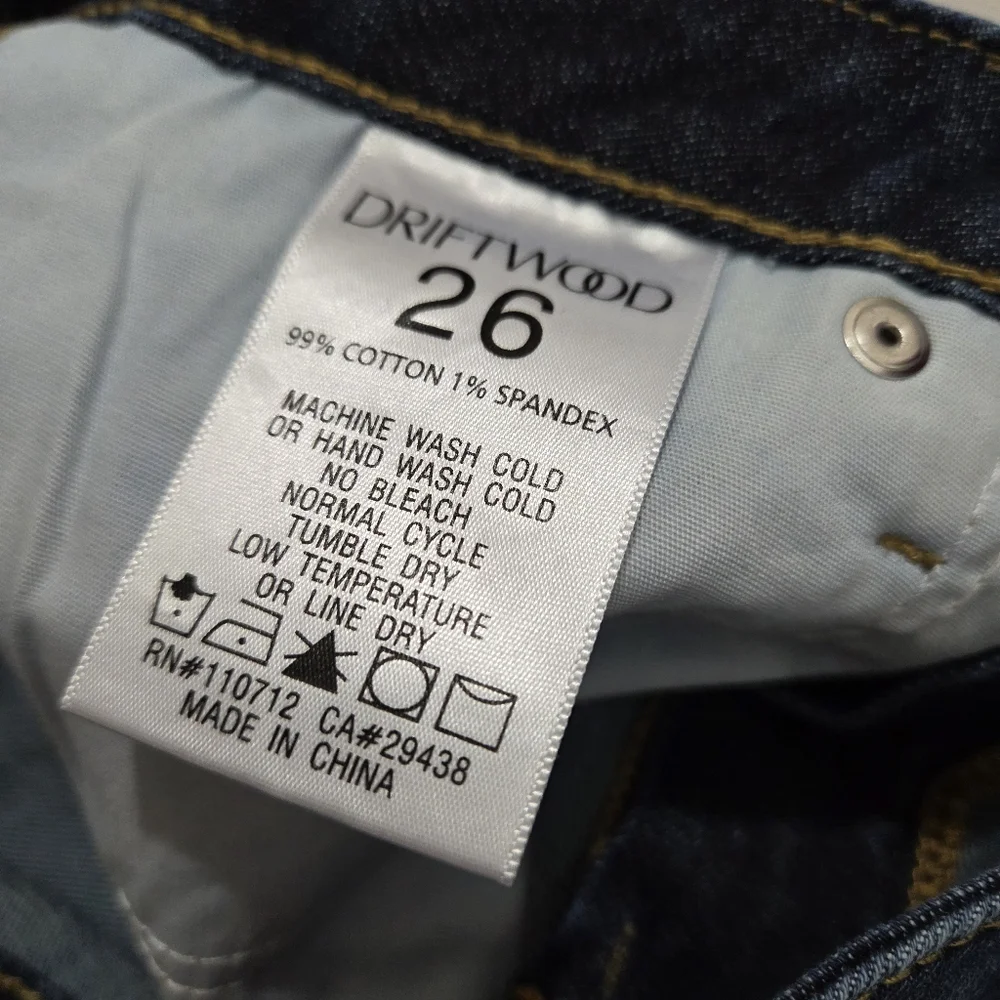 DRIFTWOOD
26
99% COTTON 1% SPANDEX
MACHINE WASH COLD
OR HAND WASH COLD
NO BLEACH
NORMAL CYCLE
TUMBLE DRY
LOW TEMPERATURE
OR LINE DRY
RN#110712 CA#29438
MADE IN CHINA